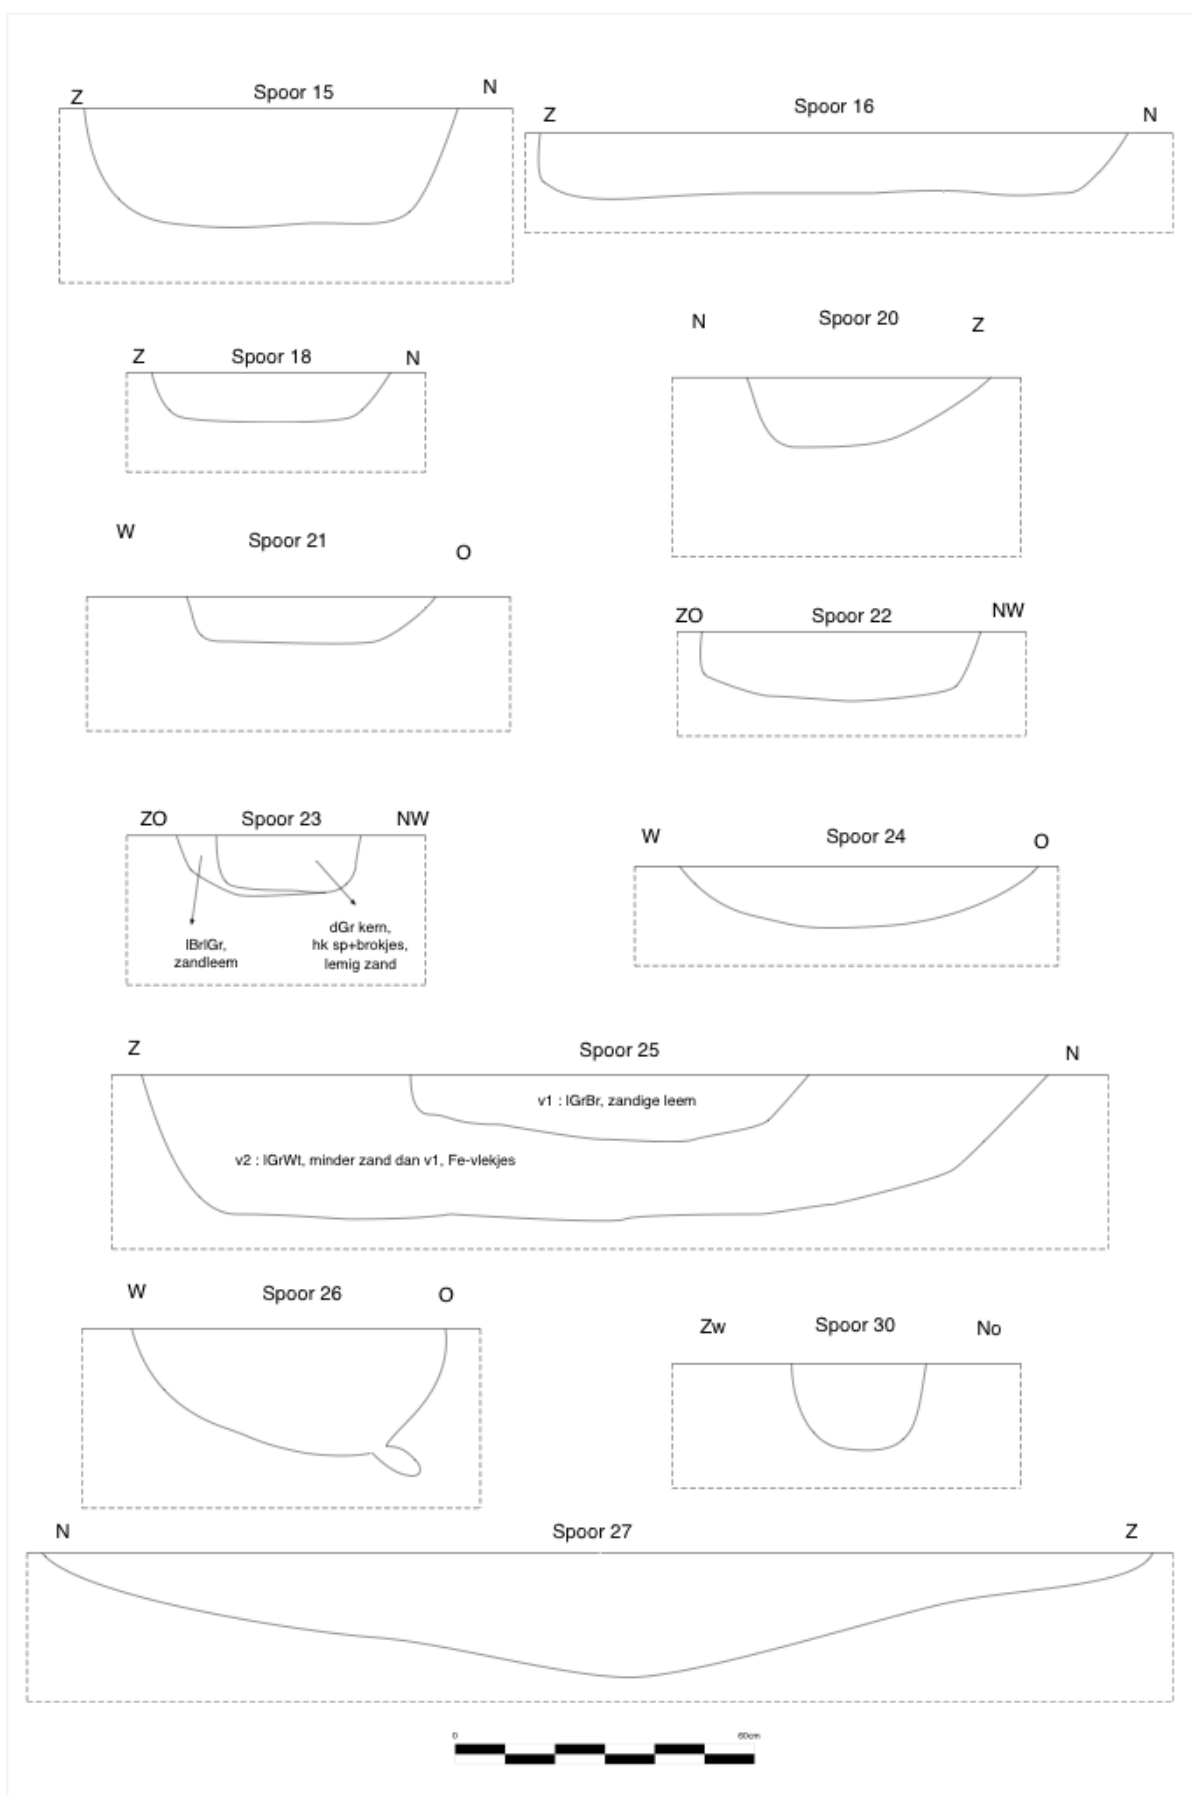 Z Spoor 15 N
Z Spoor 16 N
Z Spoor 18 N
N Spoor 20 Z
W Spoor 21 O
ZO Spoor 22 NW
ZO Spoor 23 NW
lBrlGr,
zandleem
dGr kern,
hk sp+brokjes,
lemig zand
W Spoor 24 O
Z Spoor 25 N
v1 : lGrBr, zandige leem
v2 : lGrWt, minder zand dan v1, Fe-vlekjes
W Spoor 26 O
Zw Spoor 30 No
N Spoor 27 Z
0 60cm